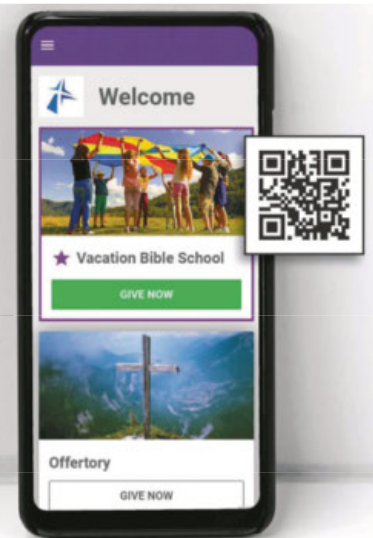 Welcome
Vacation Bible School
GIVE NOW
Offertory
GIVE NOW